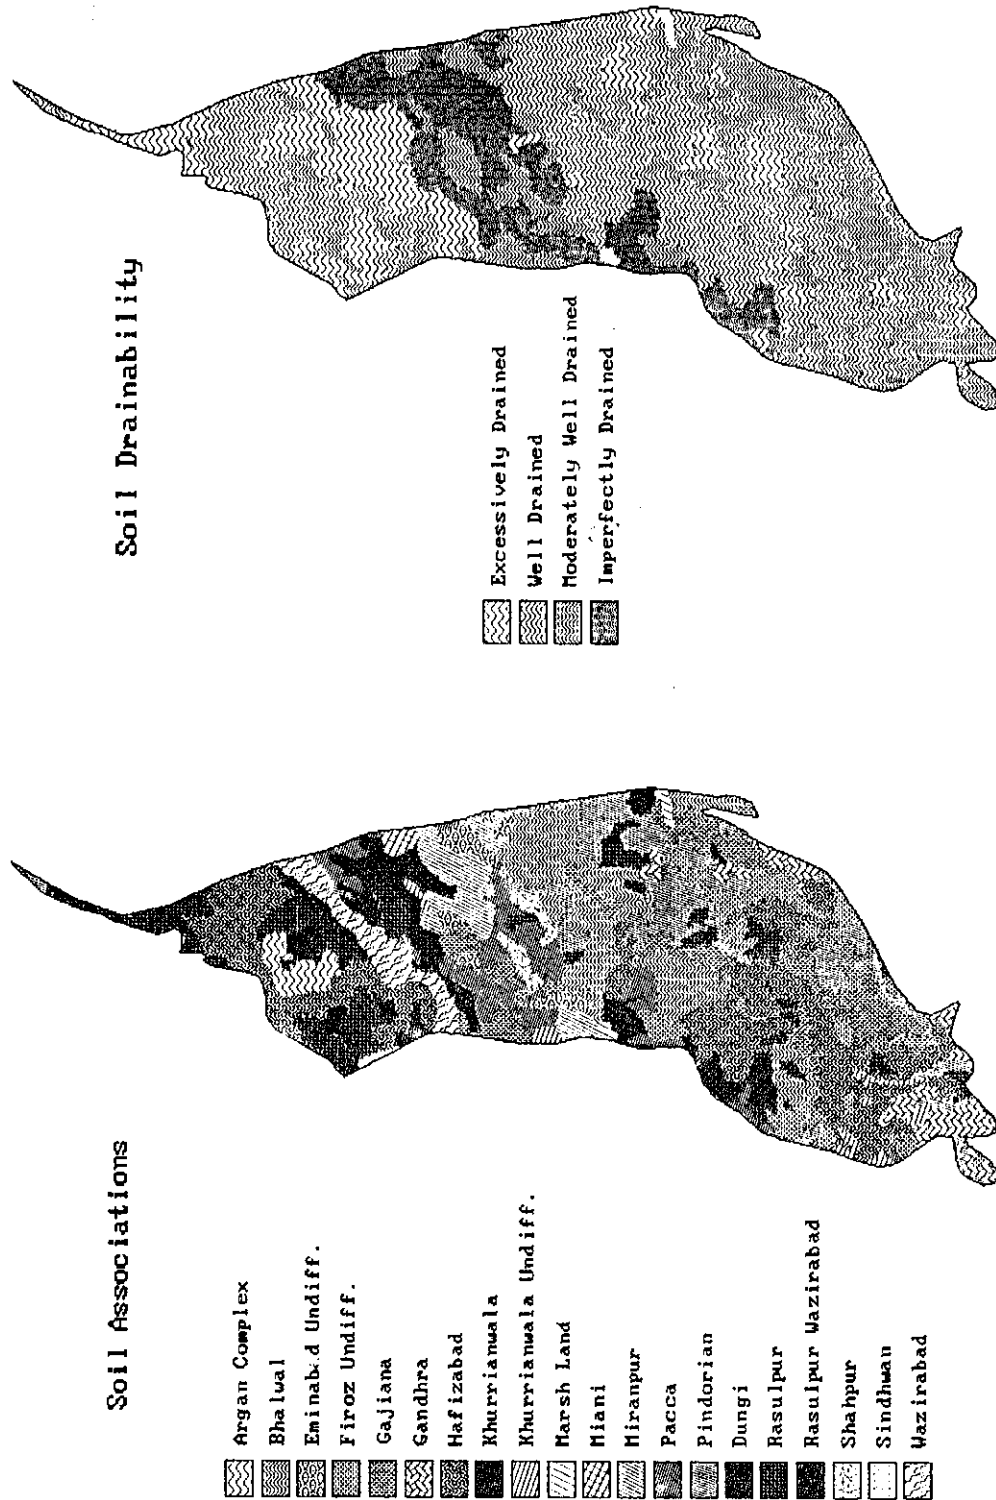 Soil Associations
Argan Complex
Bhalwal
Eminabad Undiff.
Firoz Undiff.
Gajiana
Gandhra
Hafizabad
Khurrianwala
Khurrianwala Undiff.
Marsh Land
Miani
Miranpur
Pacca
Pindorian
Dungi
Rasulpur
Rasulpur Wazirabad
Shahpur
Sindhwan
Wazirabad
Soil Drainability
Excessively Drained
Well Drained
Moderately Well Drained
Imperfectly Drained